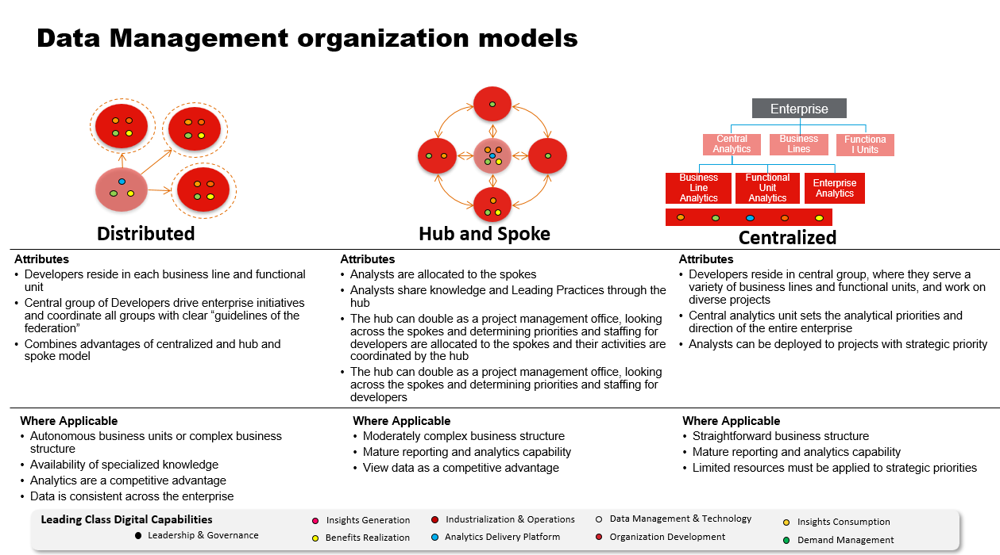 Data Management organization models
Enterprise
Central
Analytics
Business
Lines
Functiona
l Units
Business
Line
Analytics
Functional
Unit
Analytics
Enterprise
Analytics
Distributed
Hub and Spoke
Centralized
Attributes
• Developers reside in each business line and functional
unit
• Central group of Developers drive enterprise initiatives
and coordinate all groups with clear “guidelines of the
federation”
• Combines advantages of centralized and hub and
spoke model
Attributes
• Analysts are allocated to the spokes
• Analysts share knowledge and Leading Practices through the
hub
• The hub can double as a project management office, looking
across the spokes and determining priorities and staffing for
developers are allocated to the spokes and their activities are
coordinated by the hub
• The hub can double as a project management office, looking
across the spokes and determining priorities and staffing for
developers
Attributes
• Developers reside in central group, where they serve a
variety of business lines and functional units, and work on
diverse projects
• Central analytics unit sets the analytical priorities and
direction of the entire enterprise
• Analysts can be deployed to projects with strategic priority
Where Applicable
• Autonomous business units or complex business
structure
• Availability of specialized knowledge
• Analytics are a competitive advantage
• Data is consistent across the enterprise
Where Applicable
• Moderately complex business structure
• Mature reporting and analytics capability
• View data as a competitive advantage
Where Applicable
• Straightforward business structure
• Mature reporting and analytics capability
• Limited resources must be applied to strategic priorities
Leading Class Digital Capabilities
Leadership & Governance
Insights Generation
Benefits Realization
Industrialization & Operations
Analytics Delivery Platform
Data Management & Technology
Organization Development
Insights Consumption
Demand Management